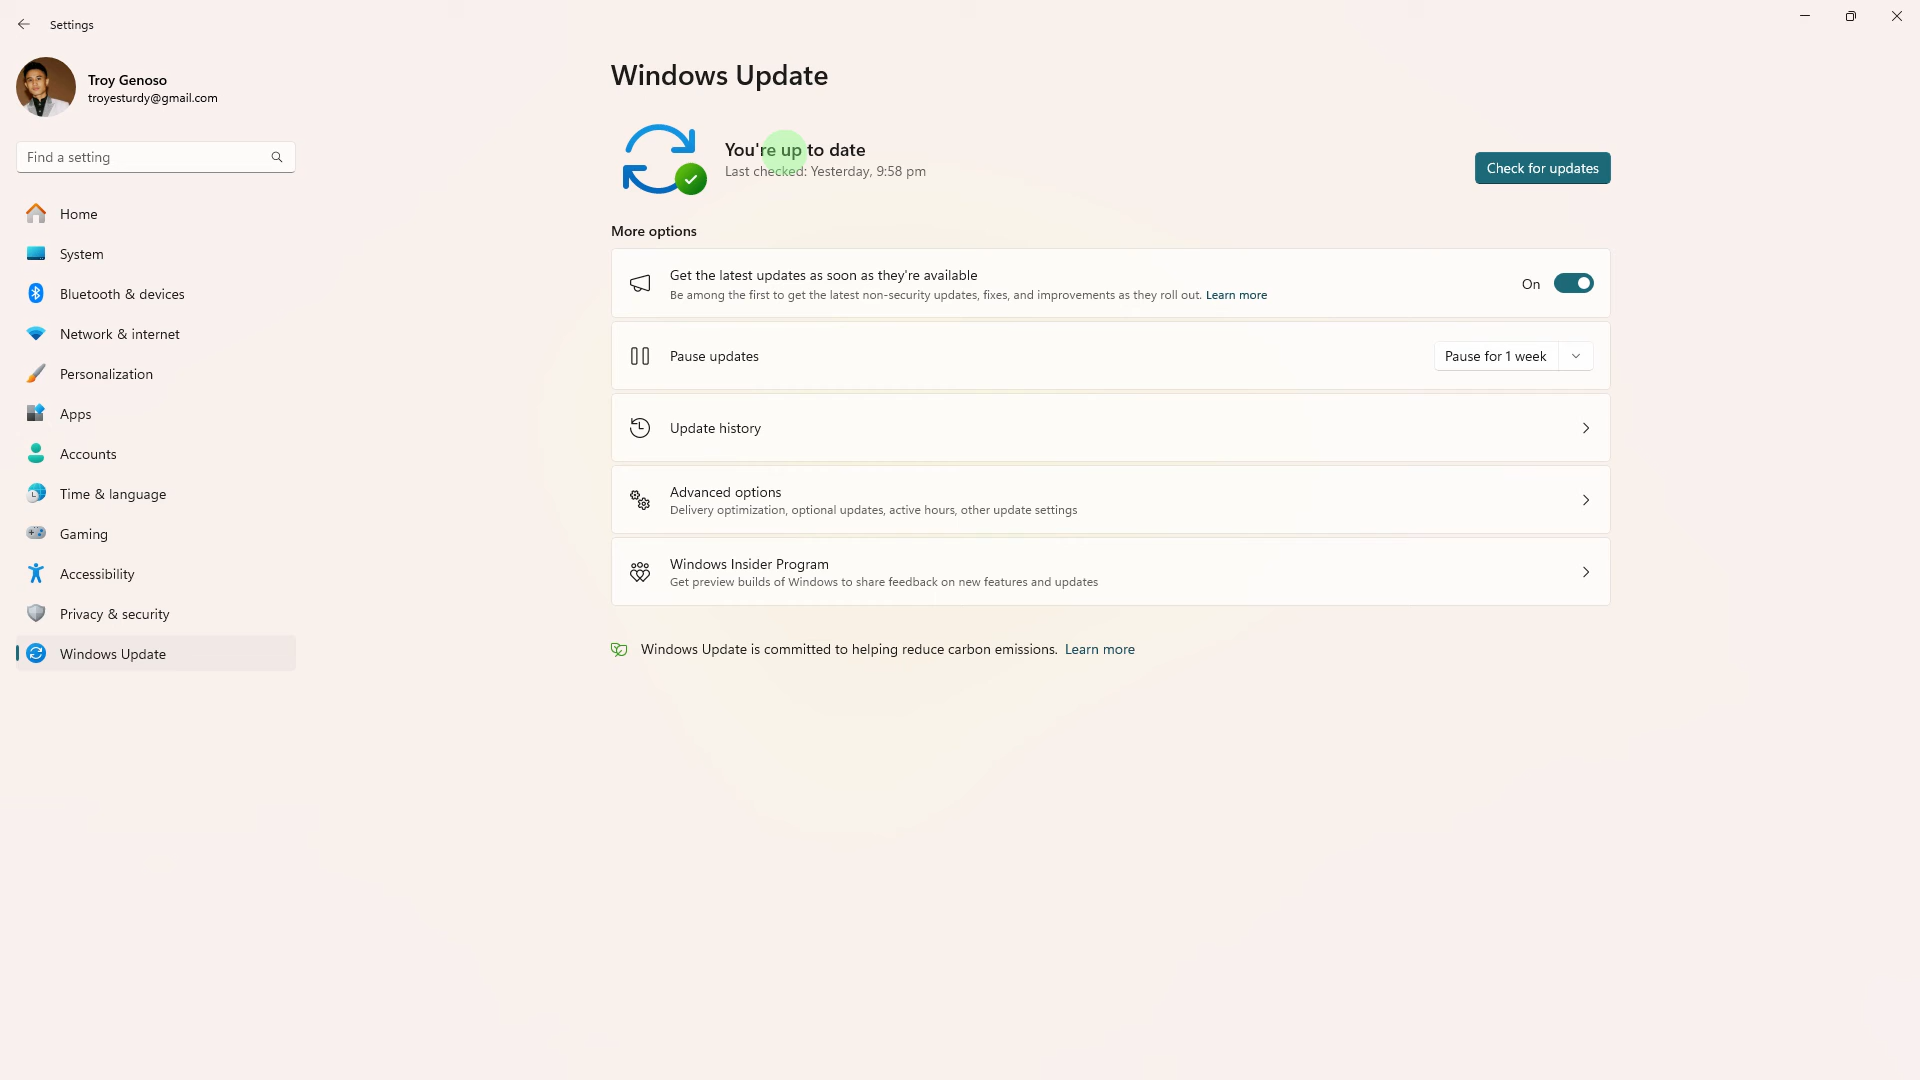 Settings
Troy Genoso
troyesturdy@gmail.com
Find a setting
Home
System
Bluetooth & devices
Network & internet
Personalization
Apps
Accounts
Time & language
Gaming
Accessibility
Privacy & security
Windows Update
Windows Update
You're up to date
Last checked: Yesterday, 9:58 pm
Check for updates
More options
Get the latest updates as soon as they're available
Be among the first to get the latest non-security updates, fixes, and improvements as they roll out. Learn more
On
Pause updates
Pause for 1 week
Update history
Advanced options
Delivery optimization, optional updates, active hours, other update settings
Windows Insider Program
Get preview builds of Windows to share feedback on new features and updates
Windows Update is committed to helping reduce carbon emissions. Learn more